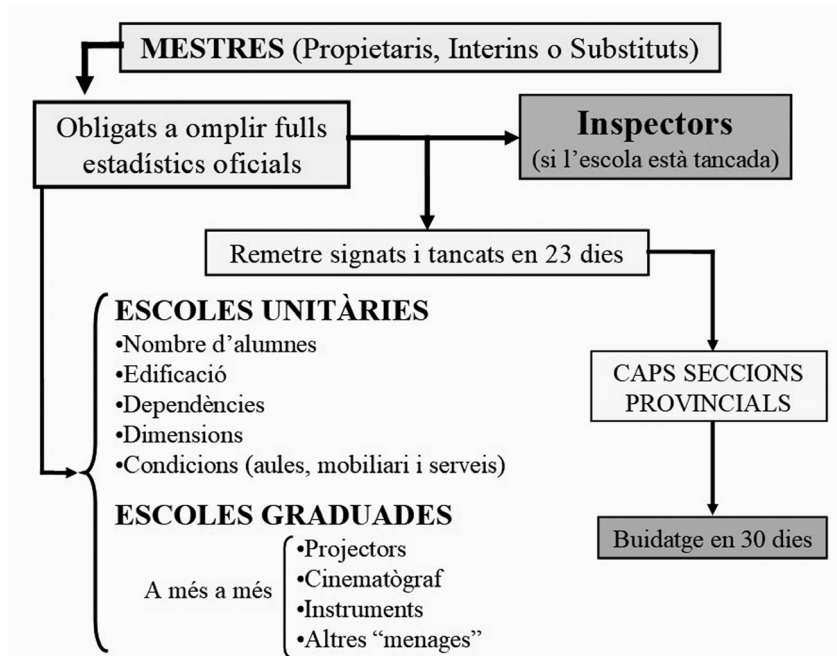 MESTRES (Propietaris, Interins o Substituts)
Obligats a omplir fulls
estadístics oficials
Inspectors
(si l’escola està tancada)
Remetre signats i tancats en 23 dies
ESCOLES UNITÀRIES
•Nombre d’alumnes
•Edificació
•Dependències
•Dimensions
•Condicions (aules, mobiliari i serveis)
CAPS SECCIONS
PROVINCIALS
Buidatge en 30 dies
ESCOLES GRADUADES
A més a més
•Projectors
•Cinematògraf
•Instruments
•Altres “menages”